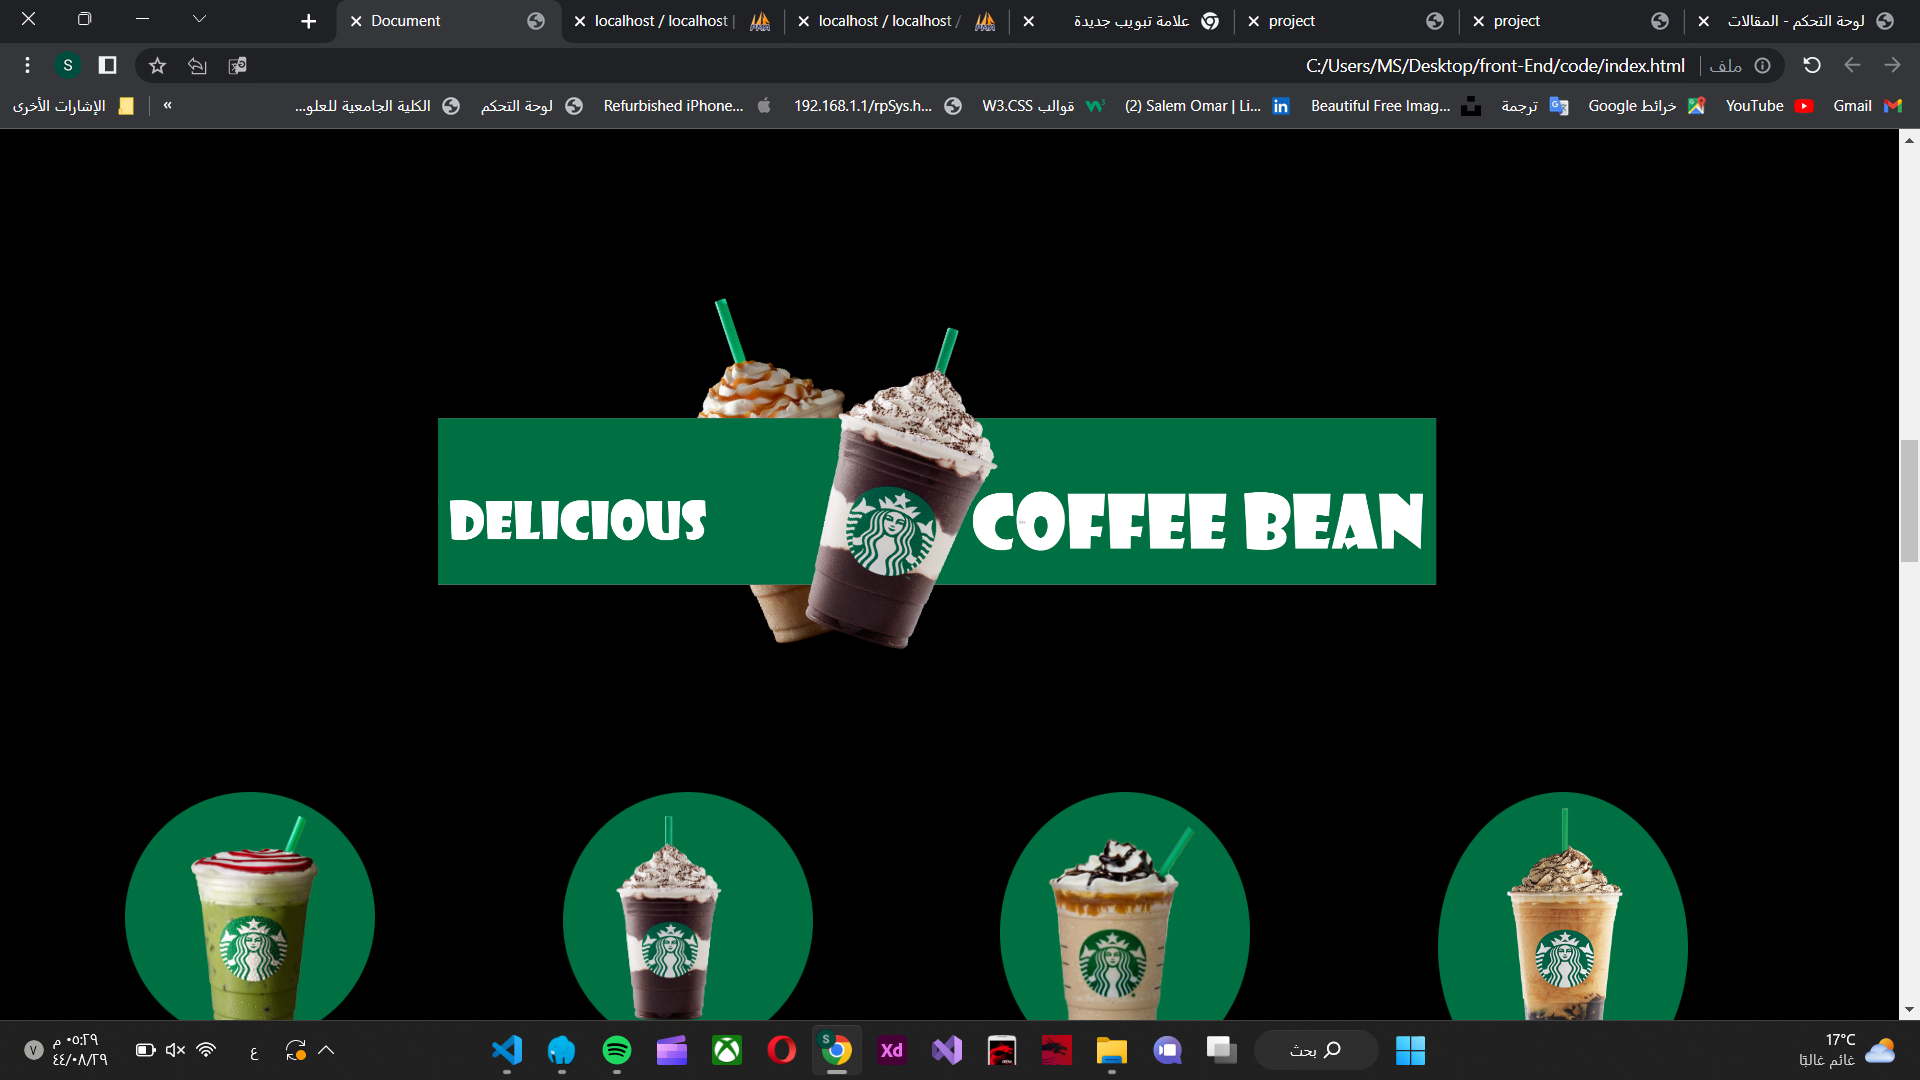 Document
localhost / localhost |
localhost / localhost /
علامة تبويب جديدة
project
project
لوحة التحكم - المقالات
S
C:/Users/MS/Desktop/front-End/code/index.html
ملف
الإشارات الأخرى
«
الكلية الجامعية للعلو...
لوحة التحكم
Refurbished iPhone...
192.168.1.1/rpSys.h...
قوالب W3.CSS
(2) Salem Omar | Li...
Beautiful Free Imag...
ترجمة
خرائط Google
YouTube
Gmail
DELICIOUS
COFFEE BEAN
٧
٠٥:٢٩ م
٤٤/٠٨/٢٩
ع
S
Xd
بحث
17°C
غائم غالبًا